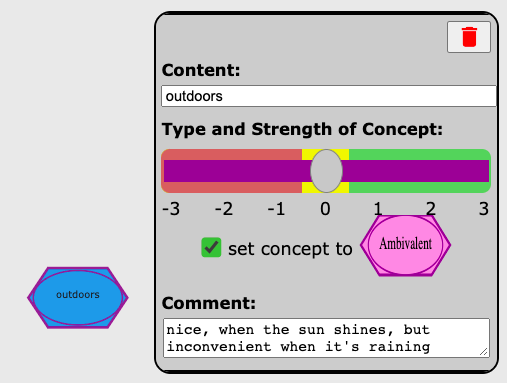 Content:
outdoors
Type and Strength of Concept:
-3 -2 -1 0 1 2 3
set concept to Ambivalent
outdoors
Comment:
nice, when the sun shines, but
inconvenient when it's raining